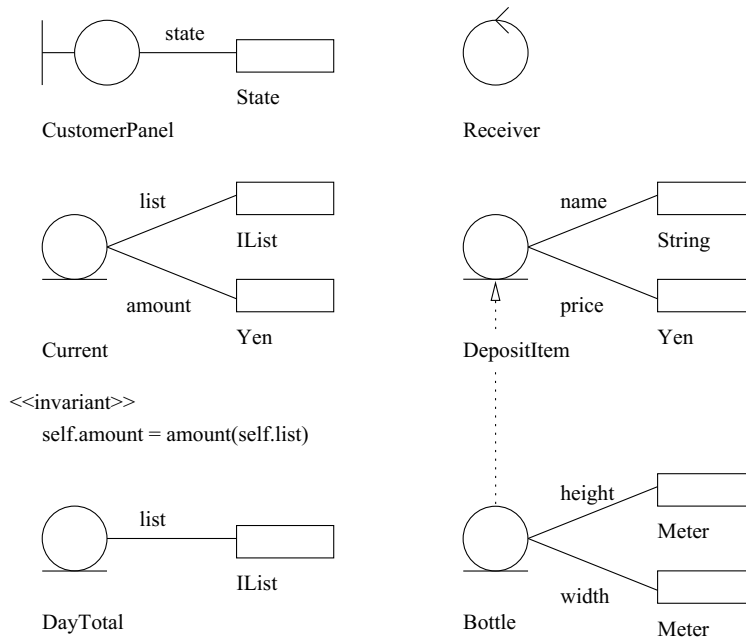 state
State
CustomerPanel
Receiver
list
IList
amount
Yen
Current
name
String
price
Yen
DepositItem
<<invariant>>
self.amount = amount(self.list)
list
IList
DayTotal
height
Meter
width
Meter
Bottle